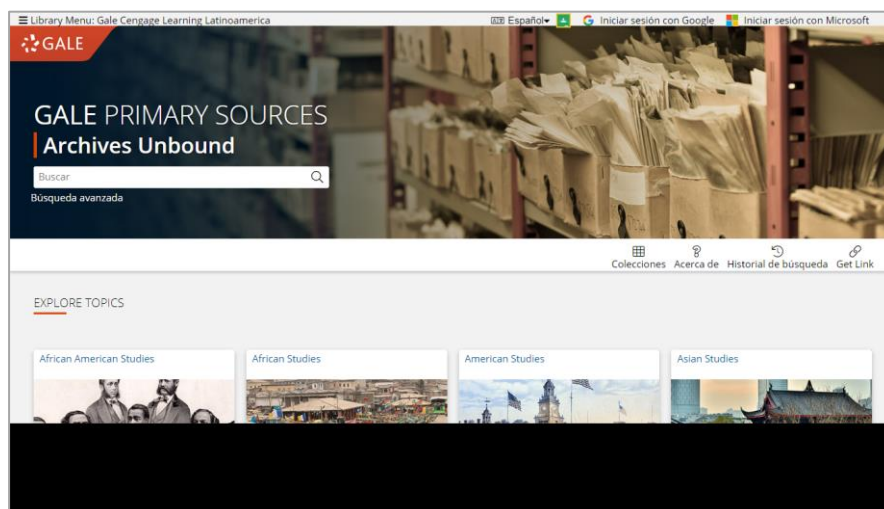 Library Menu: Gale Cengage Learning Latinoamerica Español Iniciar sesión con Google Iniciar sesión con Microsoft
GALE
GALE PRIMARY SOURCES
Archives Unbound
Buscar
Búsqueda avanzada
Colecciones Acerca de Historial de búsqueda Get Link
EXPLORE TOPICS
African American Studies African Studies American Studies Asian Studies